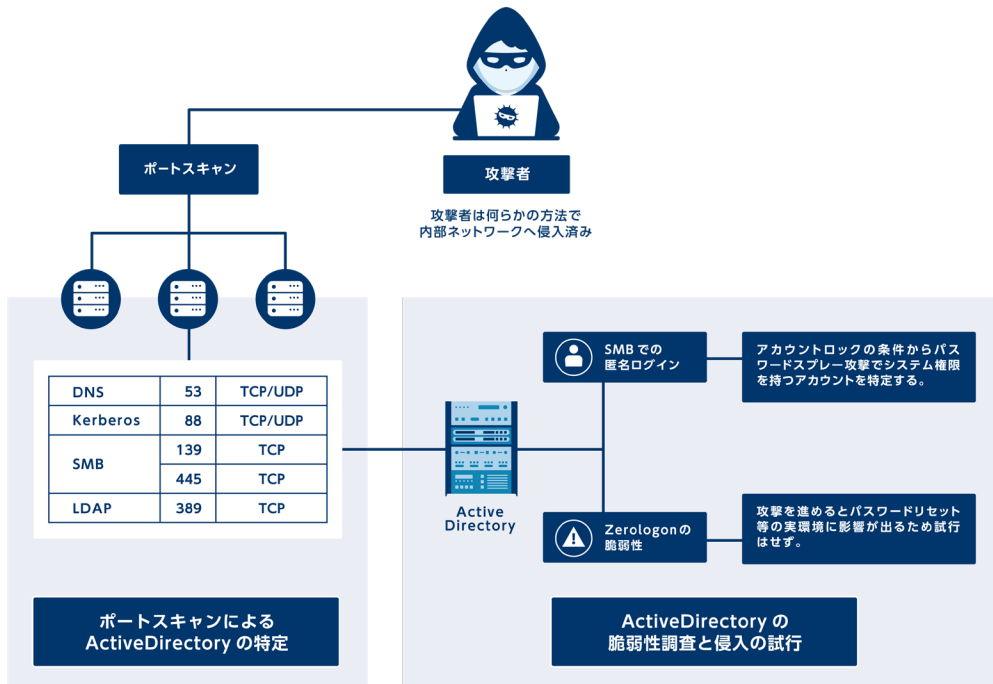 攻撃者
攻撃者は何らかの方法で
内部ネットワークへ侵入済み
ポートスキャン
DNS 53 TCP/UDP
Kerberos 88 TCP/UDP
SMB 139 TCP
445 TCP
LDAP 389 TCP
ポートスキャンによる
ActiveDirectory の特定
Active
Directory
SMB での
匿名ログイン
アカウントロックの条件からパス
ワードスプレー攻撃でシステム権限
を持つアカウントを特定する。
Zerologonの
脆弱性
攻撃を進めるとパスワードリセット
等の実環境に影響が出るため試行
はせず。
ActiveDirectory の
脆弱性調査と侵入の試行